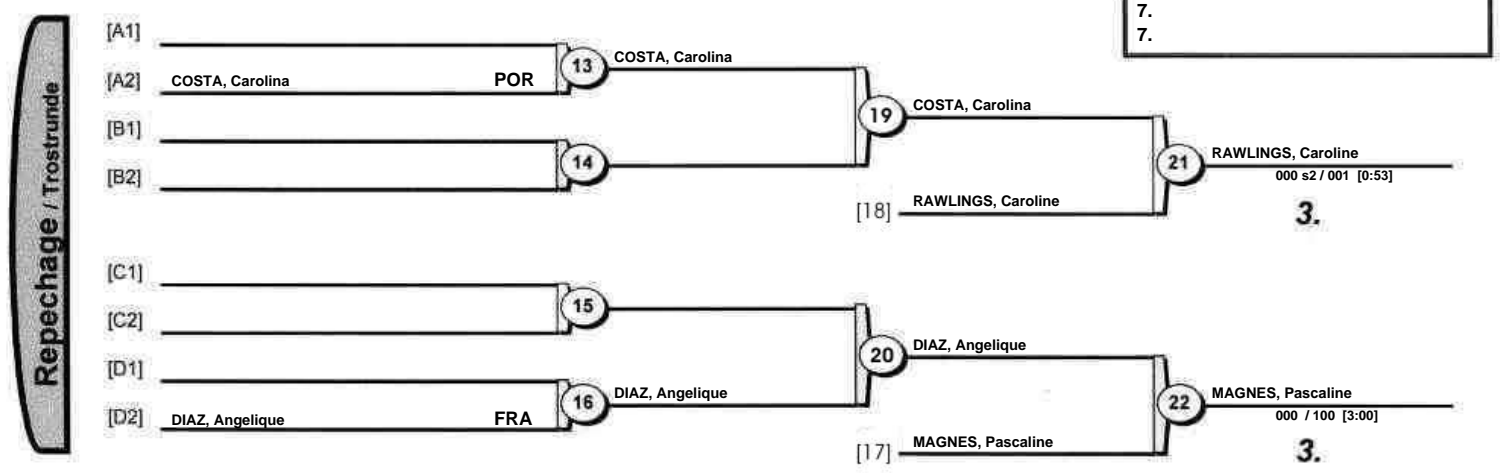 7.
7.
Repechage / Trostrunde
[A1]
[A2] COSTA, Carolina POR
13
COSTA, Carolina
[B1]
[B2]
14
19
COSTA, Carolina
[18] RAWLINGS, Caroline
21
RAWLINGS, Caroline
000 s2 / 001 [0:53]
3.
[C1]
[C2]
15
[D1]
[D2] DIAZ, Angelique FRA
16
DIAZ, Angelique
20
DIAZ, Angelique
[17] MAGNES, Pascaline
22
MAGNES, Pascaline
000 / 100 [3:00]
3.